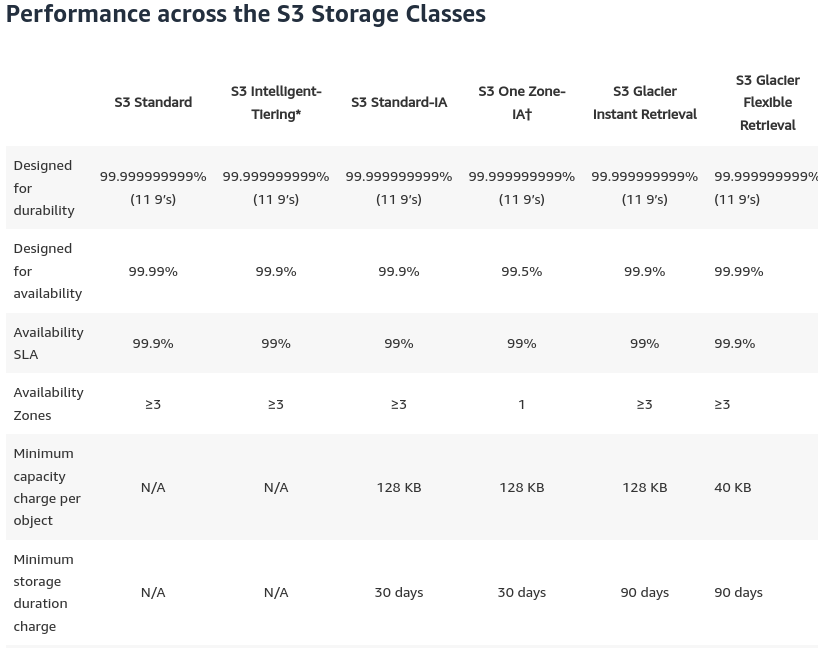 Performance across the S3 Storage Classes
S3 Standard
S3 Intelligent-
Tiering*
S3 Standard-IA
S3 One Zone-
IA†
S3 Glacier
Instant Retrieval
S3 Glacier
Flexible
Retrieval
Designed
for
durability
99.999999999%
(11 9's)
99.999999999%
(11 9's)
99.999999999%
(11 9's)
99.999999999%
(11 9's)
99.999999999%
(11 9's)
99.999999999%
(11 9's)
Designed
for
availability
99.99%
99.9%
99.9%
99.5%
99.9%
99.99%
Availability
SLA
99.9%
99%
99%
99%
99%
99.9%
Availability
Zones
≥3
≥3
≥3
1
≥3
≥3
Minimum
capacity
charge per
object
N/A
N/A
128 KB
128 KB
128 KB
40 KB
Minimum
storage
duration
charge
N/A
N/A
30 days
30 days
90 days
90 days